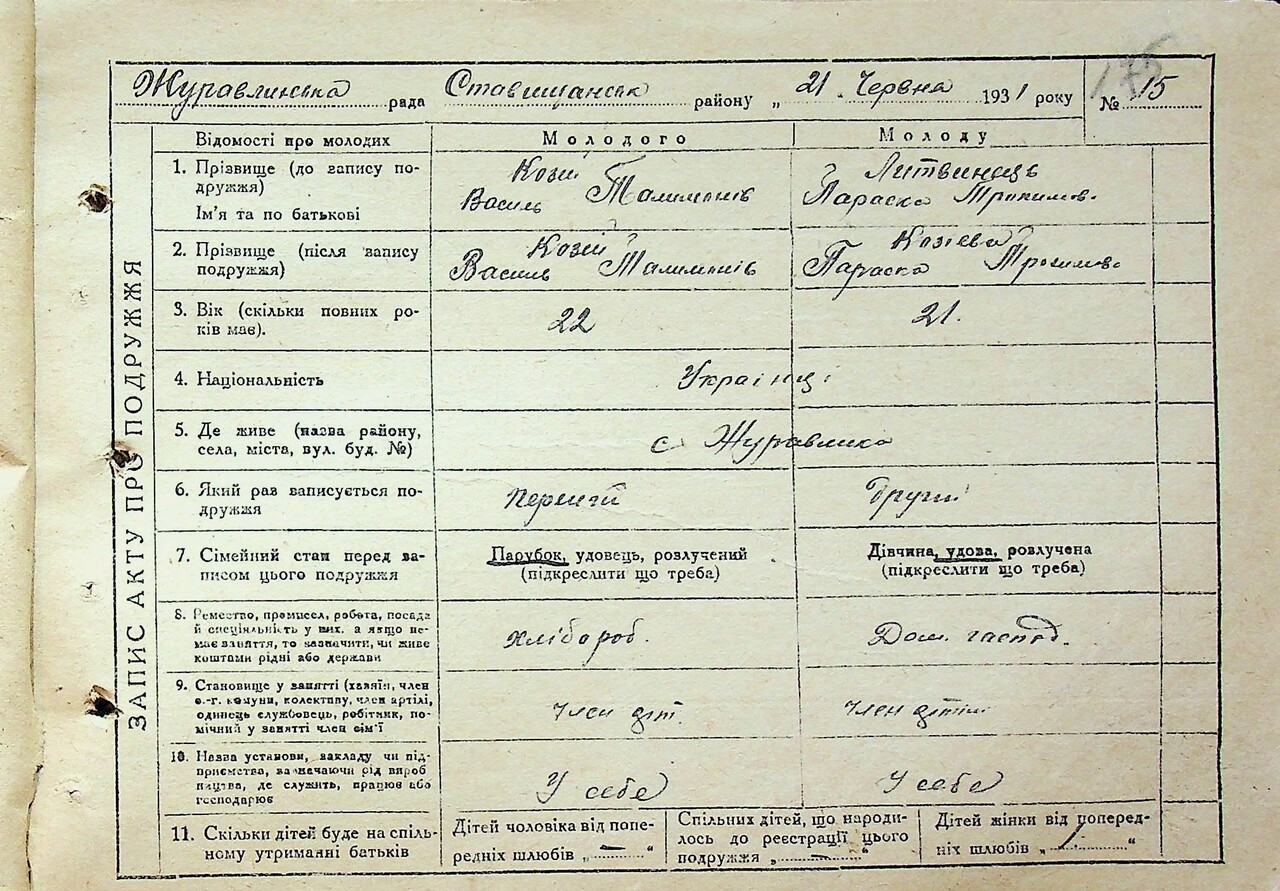 175
Журавлинська рада Ставищанськ району „ 21 „ Червня 1931 року № 15
ЗАПИС АКТУ ПРО ПОДРУЖЖЯ
Відомості про молодих Молодого Молоду
1. Прізвище (до запису подружжя)
Ім'я та по батькові
Козій
Василь Талимонів
Литвинець
Параска Трохимов.
2. Прізвище (після запису подружжя)
Козій
Василь Талимонів
Козієва
Параска Трохимов
3. Вік (скільки повних років має).
22
21.
4. Національність
Українці
5. Де живе (назва району,
села, міста, вул. буд. №)
с Журавлика
6. Який раз записується подружжя
Перший
Другий
7. Сімейний стан перед записом цього подружжя
Парубок, удовець, розлучений
(підкреслити що треба)
Дівчина, удова, розлучена
(підкреслити що треба)
8. Ремество, промисел, робота, посада
й спеціяльність у них, а якщо немає заняття, то зазначити, чи живе
коштами рідні або держави
хлібороб.
Дом. господ.
9. Становище у занятті (хазяїн, член
с.-г. комуни, колективу, член артілі,
одинець службовець, робітник, помічний у занятті член сім'ї
Член
член
10. Назва установи, закладу чи підприємства, зазначаючи рід виробництва, де служить, працює або
господарює
У себе
У себе
11. Скільки дітей буде на спільному утриманні батьків
Дітей чоловіка від попередніх шлюбів „ — “
Спільних дітей, що народилось до реєстрації цього
подружжя „ — “
Дітей жінки від попередніх шлюбів „ 1 “